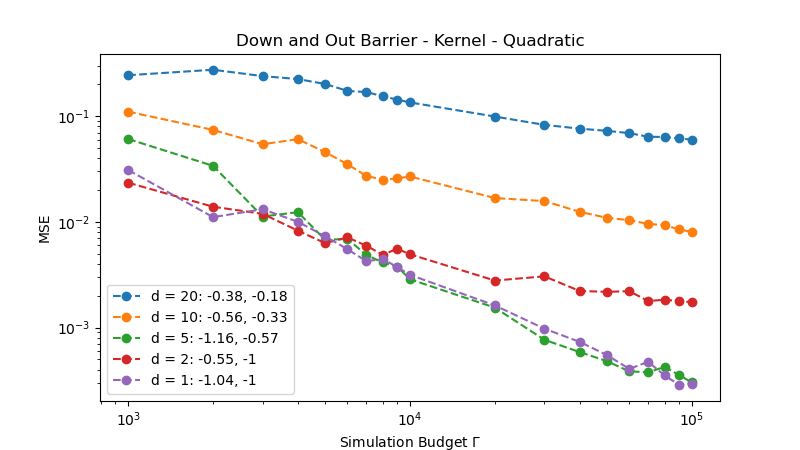 Down and Out Barrier - Kernel - Quadratic
MSE
10⁻¹
10⁻²
10⁻³
d = 20: -0.38, -0.18
d = 10: -0.56, -0.33
d = 5: -1.16, -0.57
d = 2: -0.55, -1
d = 1: -1.04, -1
10³ 10⁴ 10⁵
Simulation Budget Γ